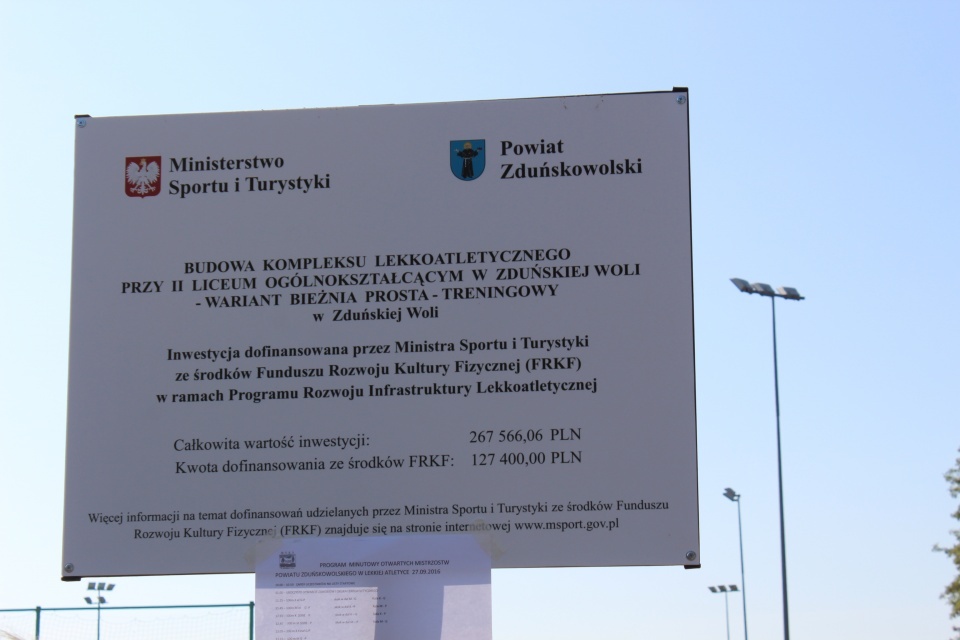 Ministerstwo
Sportu i Turystyki
Powiat
Zduńskowolski
BUDOWA KOMPLEKSU LEKKOATLETYCZNEGO
PRZY II LICEUM OGÓLNOKSZTAŁCĄCYM W ZDUŃSKIEJ WOLI
- WARIANT BIEŻNIA PROSTA - TRENINGOWY
w Zduńskiej Woli
Inwestycja dofinansowana przez Ministra Sportu i Turystyki
ze środków Funduszu Rozwoju Kultury Fizycznej (FRKF)
w ramach Programu Rozwoju Infrastruktury Lekkoatletycznej
Całkowita wartość inwestycji: 267 566,06 PLN
Kwota dofinansowania ze środków FRKF: 127 400,00 PLN
Więcej informacji na temat dofinansowań udzielanych przez Ministra Sportu i Turystyki ze środków Funduszu
Rozwoju Kultury Fizycznej (FRKF) znajduje się na stronie internetowej www.msport.gov.pl
PROGRAM MINUTOWY OTWARTYCH MISTRZOSTW
POWIATU ZDUŃSKOWOLSKIEGO W LEKKIEJ ATLETYCE 27.09.2016